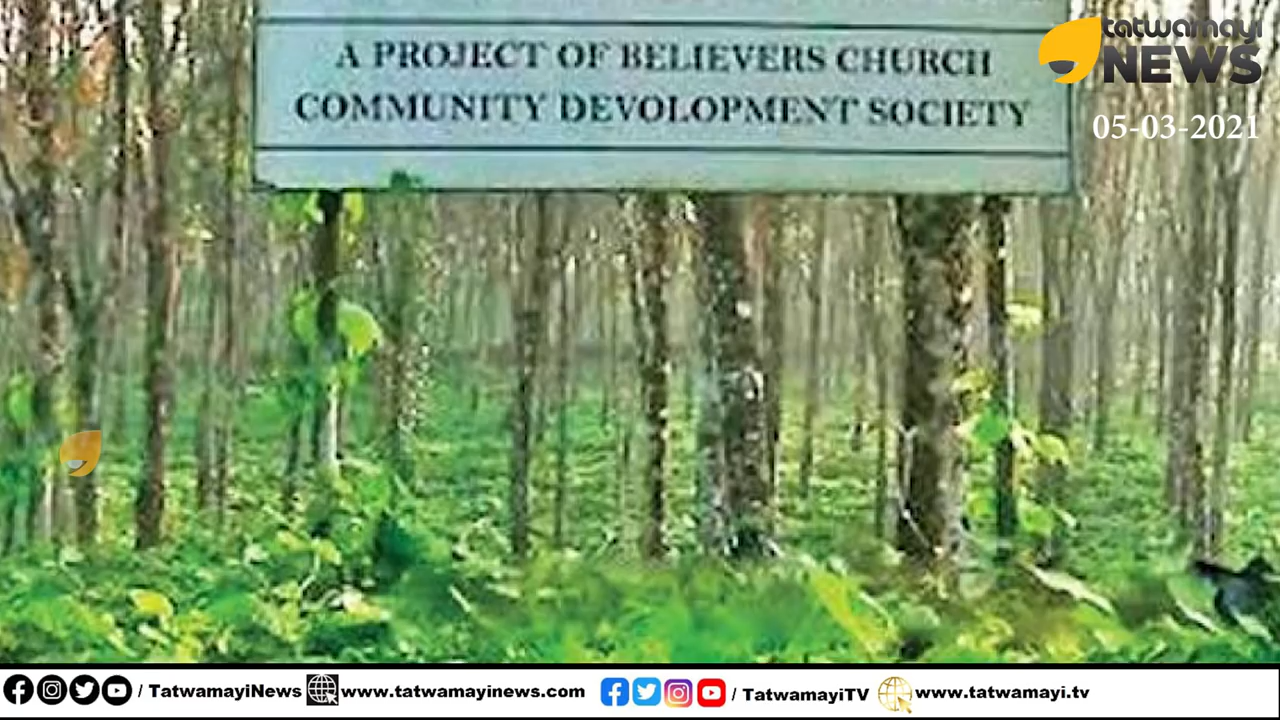 tatwamayi
NEWS
05-03-2021
A PROJECT OF BELIEVERS CHURCH
COMMUNITY DEVOLOPMENT SOCIETY
/ TatwamayiNews www.tatwamayinews.com / TatwamayiTV www.tatwamayi.tv